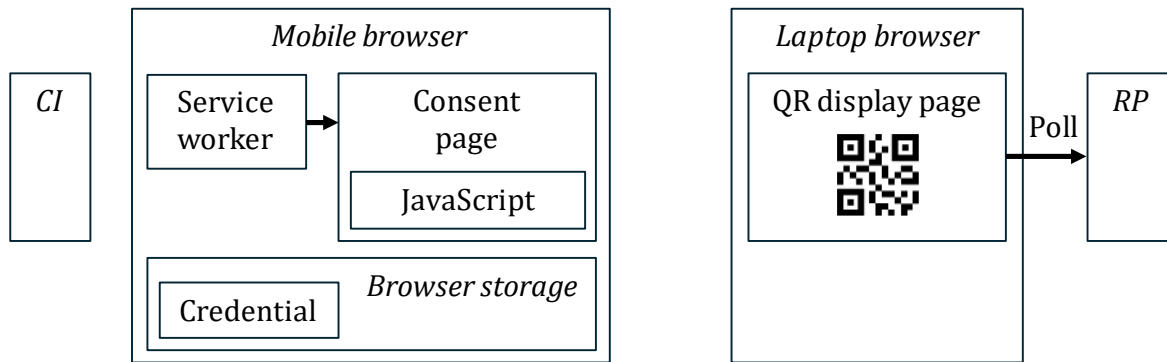 Mobile browser
Laptop browser
CI
Service
worker
Consent
page
JavaScript
QR display page
Poll
RP
Browser storage
Credential